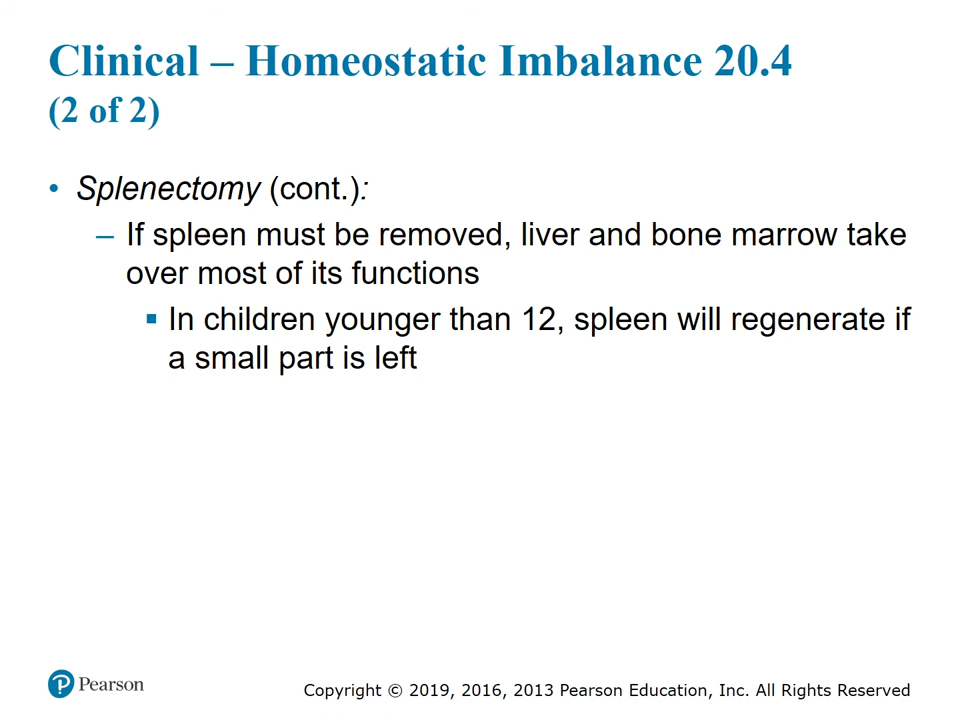 Clinical – Homeostatic Imbalance 20.4
(2 of 2)
• Splenectomy (cont.):
– If spleen must be removed, liver and bone marrow take
over most of its functions
▪ In children younger than 12, spleen will regenerate if
a small part is left
Pearson
Copyright © 2019, 2016, 2013 Pearson Education, Inc. All Rights Reserved